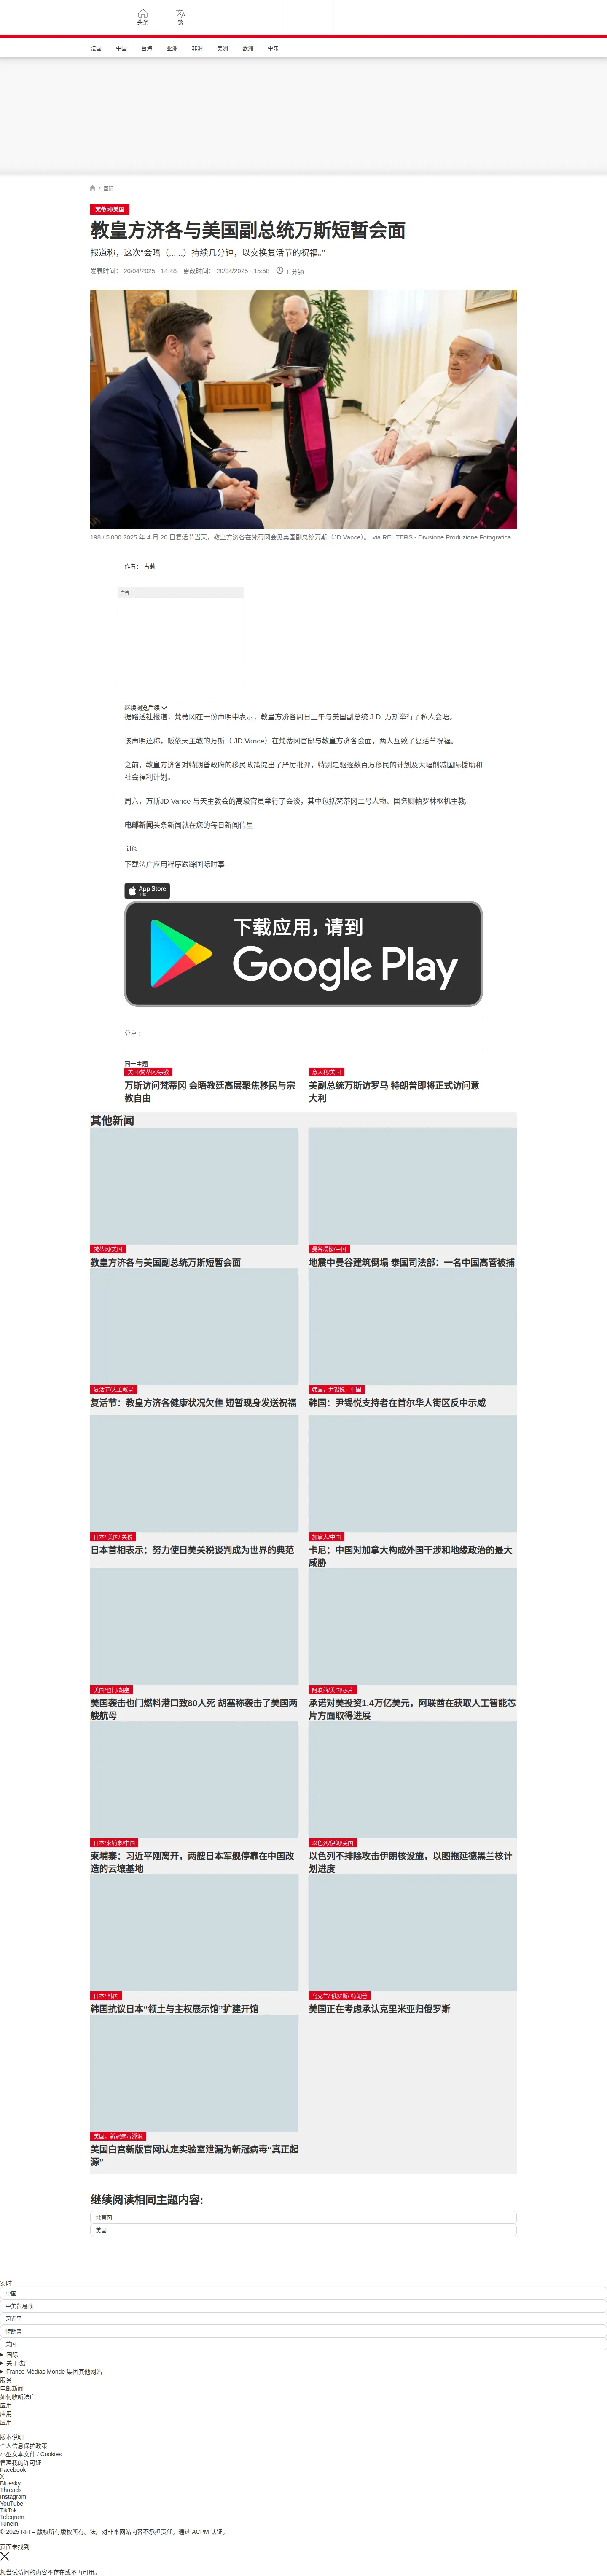 头条
繁
法国 中国 台海 亚洲 非洲 美洲 欧洲 中东
/ 国际
梵蒂冈/美国
教皇方济各与美国副总统万斯短暂会面
报道称，这次“会晤（......）持续几分钟，以交换复活节的祝福。”
发表时间： 20/04/2025 - 14:48 更改时间： 20/04/2025 - 15:58 1 分钟
198 / 5 000 2025 年 4 月 20 日复活节当天，教皇方济各在梵蒂冈会见美国副总统万斯（JD Vance）。 via REUTERS - Divisione Produzione Fotografica
作者： 古莉
广告
继续浏览后续
据路透社报道，梵蒂冈在一份声明中表示，教皇方济各周日上午与美国副总统 J.D. 万斯举行了私人会晤。
该声明还称，皈依天主教的万斯（ JD Vance）在梵蒂冈官邸与教皇方济各会面，两人互致了复活节祝福。
之前，教皇方济各对特朗普政府的移民政策提出了严厉批评，特别是驱逐数百万移民的计划及大幅削减国际援助和
社会福利计划。
周六，万斯JD Vance 与天主教会的高级官员举行了会谈，其中包括梵蒂冈二号人物、国务卿帕罗林枢机主教。
电邮新闻头条新闻就在您的每日新闻信里
订阅
下载法广应用程序跟踪国际时事
App Store
下载
下载应用，请到
Google Play
分享 :
同一主题
美国/梵蒂冈/宗教
万斯访问梵蒂冈 会晤教廷高层聚焦移民与宗
教自由
意大利/美国
美副总统万斯访罗马 特朗普即将正式访问意
大利
其他新闻
梵蒂冈/美国
教皇方济各与美国副总统万斯短暂会面
曼谷塌楼/中国
地震中曼谷建筑倒塌 泰国司法部：一名中国高管被捕
复活节/天主教皇
复活节：教皇方济各健康状况欠佳 短暂现身发送祝福
韩国，尹锡悦，中国
韩国：尹锡悦支持者在首尔华人街区反中示威
日本/ 美国/ 关税
日本首相表示：努力使日美关税谈判成为世界的典范
加拿大/中国
卡尼：中国对加拿大构成外国干涉和地缘政治的最大
威胁
美国/也门/胡塞
美国袭击也门燃料港口致80人死 胡塞称袭击了美国两
艘航母
阿联酋/美国/芯片
承诺对美投资1.4万亿美元，阿联酋在获取人工智能芯
片方面取得进展
日本/柬埔寨/中国
柬埔寨：习近平刚离开，两艘日本军舰停靠在中国改
造的云壤基地
以色列/伊朗/美国
以色列不排除攻击伊朗核设施，以图拖延德黑兰核计
划进度
日本/ 韩国
韩国抗议日本“领土与主权展示馆”扩建开馆
乌克兰/ 俄罗斯/ 特朗普
美国正在考虑承认克里米亚归俄罗斯
美国，新冠病毒溯源
美国白宫新版官网认定实验室泄漏为新冠病毒“真正起
源”
继续阅读相同主题内容:
梵蒂冈
美国
实时
中国
中美贸易战
习近平
特朗普
美国
国际
关于法广
France Médias Monde 集团其他网站
服务
电邮新闻
如何收听法广
应用
应用
应用
版本说明
个人信息保护政策
小型文本文件 / Cookies
管理我的许可证
Facebook
X
Bluesky
Threads
Instagram
YouTube
TikTok
Telegram
TuneIn
© 2025 RFI – 版权所有版权所有。法广对非本网站内容不承担责任。通过 ACPM 认证。
页面未找到
您尝试访问的内容不存在或不再可用。